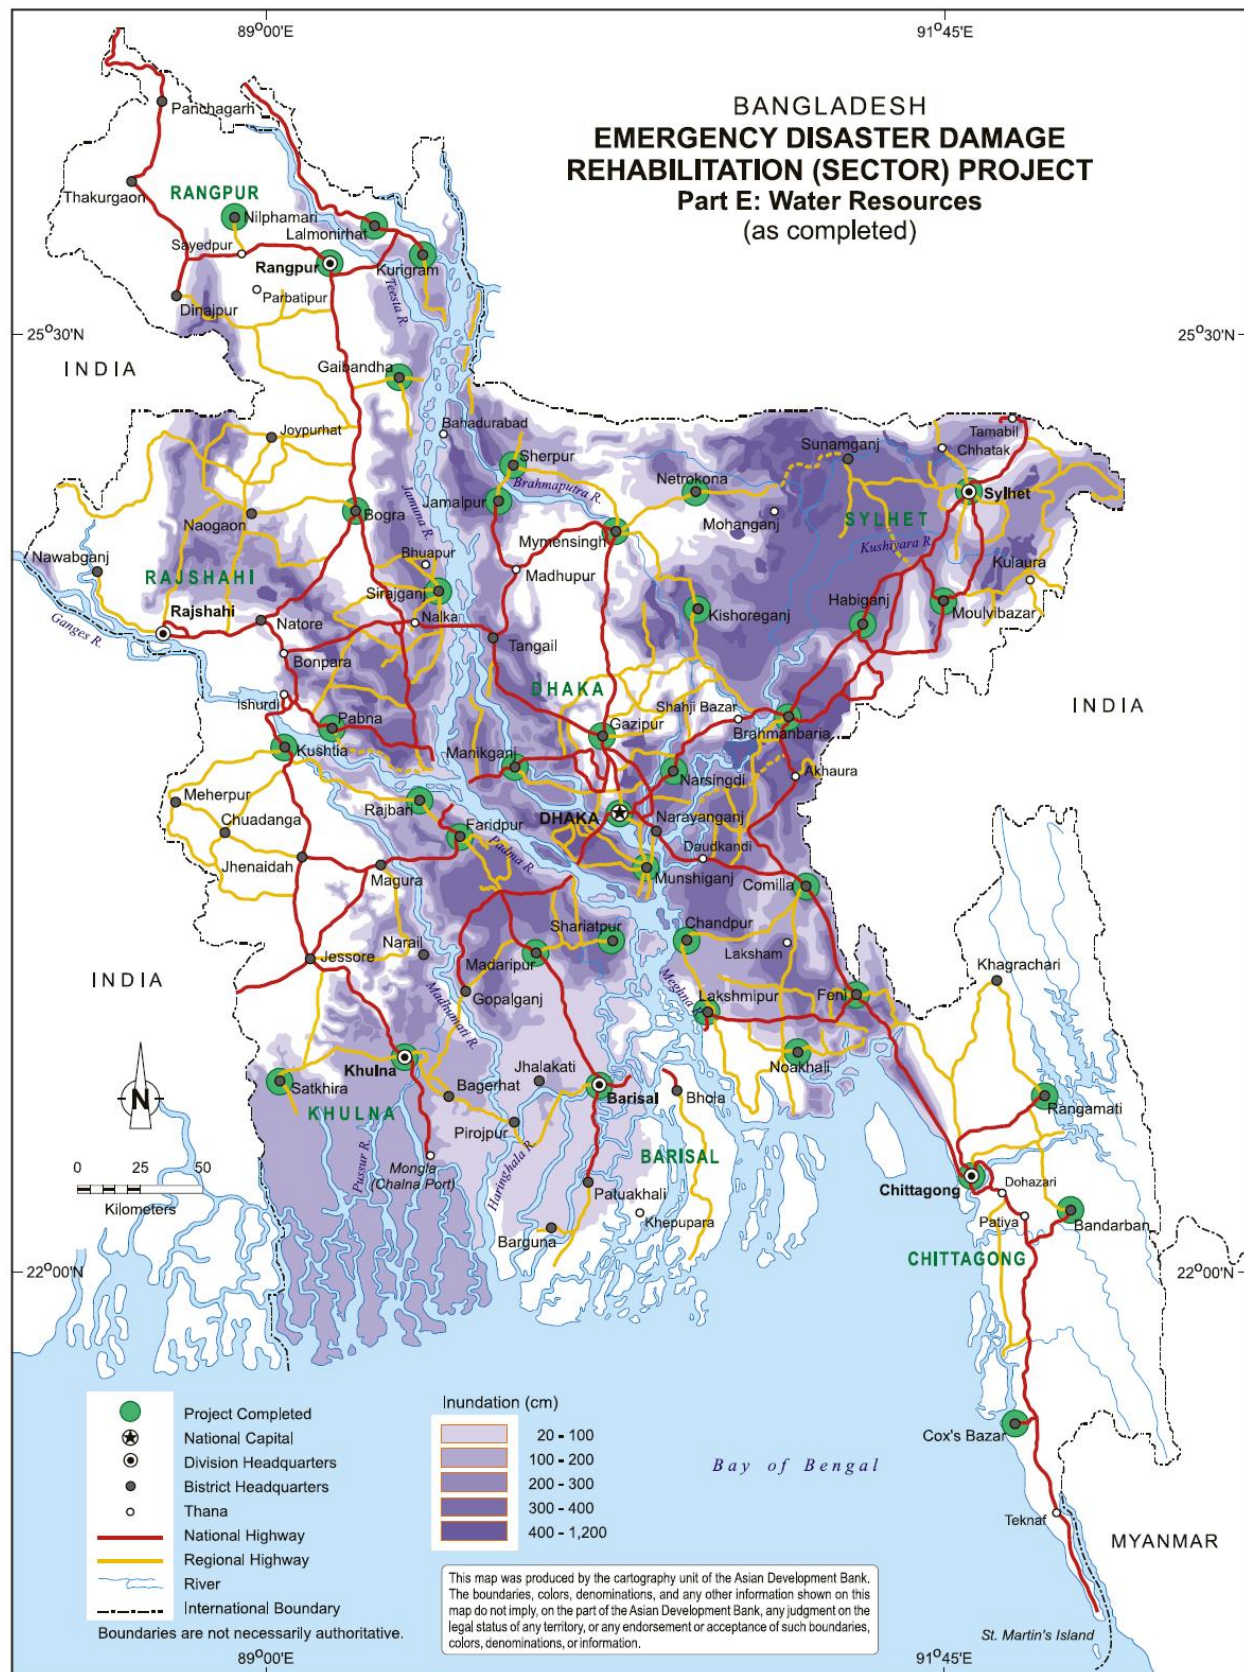 89°00'E
91°45'E
BANGLADESH
EMERGENCY DISASTER DAMAGE
REHABILITATION (SECTOR) PROJECT
Part E: Water Resources
(as completed)
Panchagarh
Thakurgaon
RANGPUR
Nilphamari
Lalmonirhat
Sayedpur
Rangpur
Kurigram
Parbatipur
Teesta R.
Dinajpur
25°30'N
25°30'N
INDIA
Gaibandha
Joypurhat
Bahadurabad
Tamabil
Sunamganj
Chhatak
Sherpur
Brahmaputra R.
Netrokona
Sylhet
Jamalpur
Jamuna R.
Naogaon
Bogra
Mohanganj
SYLHET
Mymensingh
Kushiyara R.
Nawabganj
Bhuapur
Madhupur
Kulaura
RAJSHAHI
Sirajganj
Rajshahi
Kishoreganj
Habiganj
Moulvibazar
Ganges R.
Natore
Nalka
Tangail
Bonpara
DHAKA
Ishurdi
Shahji Bazar
INDIA
Pabna
Gazipur
Brahmanbaria
Kushtia
Manikganj
Narsingdi
Akhaura
Meherpur
Rajbari
Chuadanga
Faridpur
DHAKA
Narayanganj
Padma R.
Daudkandi
Jhenaidah
Magura
Munshiganj
Comilla
Shariatpur
Chandpur
Narail
Laksham
Jessore
Madaripur
INDIA
Khagrachari
Gopalganj
Meghna R.
Lakshmipur
Feni
Madhumati R.
Khulna
Jhalakati
Noakhali
Satkhira
Bagerhat
Barisal
Bhola
Rangamati
N
KHULNA
Pirojpur
Pussur R.
Haringhala R.
BARISAL
0 25 50
Kilometers
Mongla
(Chalna Port)
Chittagong
Dohazari
Patuakhali
Patiya
Khepupara
Bandarban
Barguna
CHITTAGONG
22°00'N
22°00'N
Cox's Bazar
Bay of Bengal
Teknaf
MYANMAR
St. Martin's Island
Project Completed
National Capital
Division Headquarters
Bistrict Headquarters
Thana
National Highway
Regional Highway
River
International Boundary
Boundaries are not necessarily authoritative.
Inundation (cm)
20 - 100
100 - 200
200 - 300
300 - 400
400 - 1,200
This map was produced by the cartography unit of the Asian Development Bank.
The boundaries, colors, denominations, and any other information shown on this
map do not imply, on the part of the Asian Development Bank, any judgment on the
legal status of any territory, or any endorsement or acceptance of such boundaries,
colors, denominations, or information.
89°00'E
91°45'E